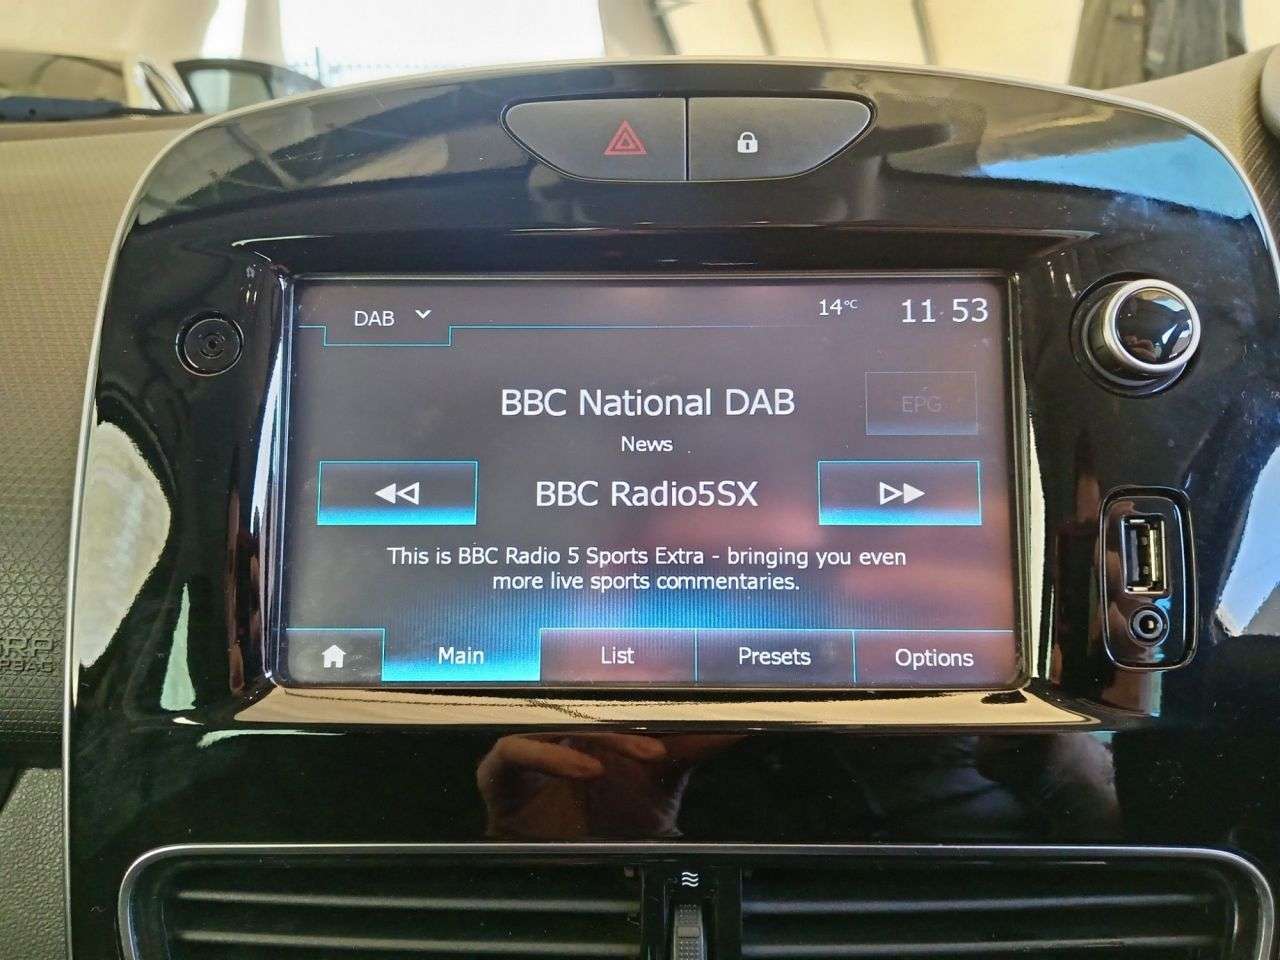 DAB
14°C
11 53
BBC National DAB
EPG
News
BBC Radio5SX
This is BBC Radio 5 Sports Extra - bringing you even
more live sports commentaries.
Main
List
Presets
Options